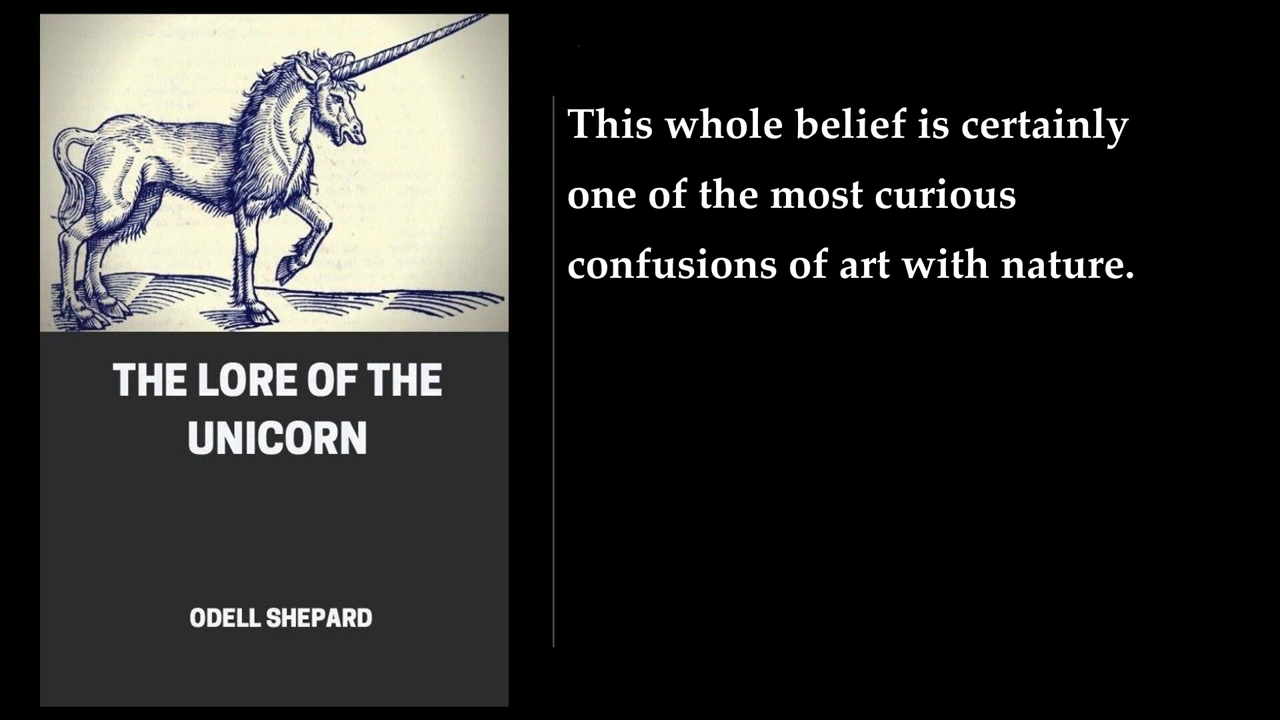 THE LORE OF THE
UNICORN
ODELL SHEPARD
This whole belief is certainly
one of the most curious
confusions of art with nature.